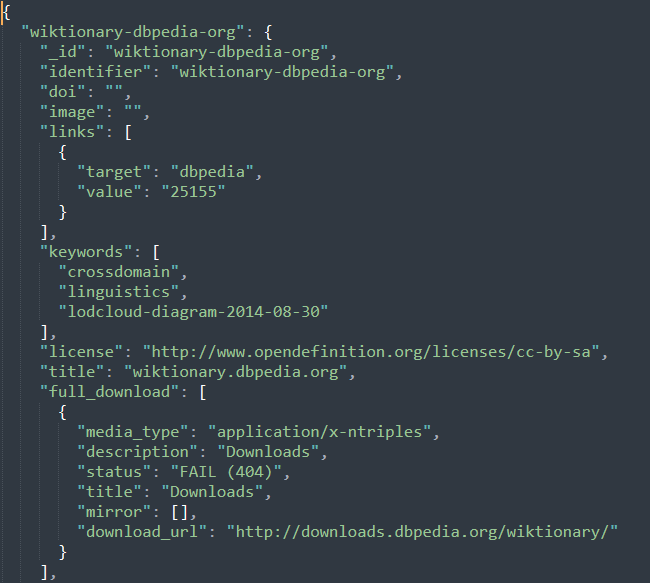 {
  "wiktionary-dbpedia-org": {
    "_id": "wiktionary-dbpedia-org",
    "identifier": "wiktionary-dbpedia-org",
    "doi": "",
    "image": "",
    "links": [
      {
        "target": "dbpedia",
        "value": "25155"
      }
    ],
    "keywords": [
      "crossdomain",
      "linguistics",
      "lodcloud-diagram-2014-08-30"
    ],
    "license": "http://www.opendefinition.org/licenses/cc-by-sa",
    "title": "wiktionary.dbpedia.org",
    "full_download": [
      {
        "media_type": "application/x-ntriples",
        "description": "Downloads",
        "status": "FAIL (404)",
        "title": "Downloads",
        "mirror": [],
        "download_url": "http://downloads.dbpedia.org/wiktionary/"
      }
    ],